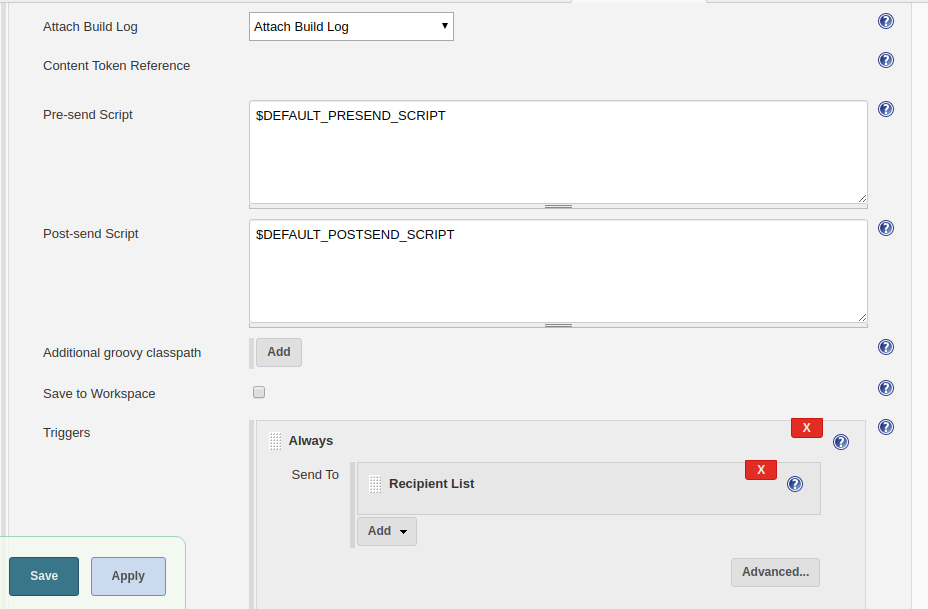 Attach Build Log
Attach Build Log
Content Token Reference
Pre-send Script
$DEFAULT_PRESEND_SCRIPT
Post-send Script
$DEFAULT_POSTSEND_SCRIPT
Additional groovy classpath
Add
Save to Workspace
Triggers
X
Always
Send To
X
Recipient List
Add
Advanced...
Save
Apply